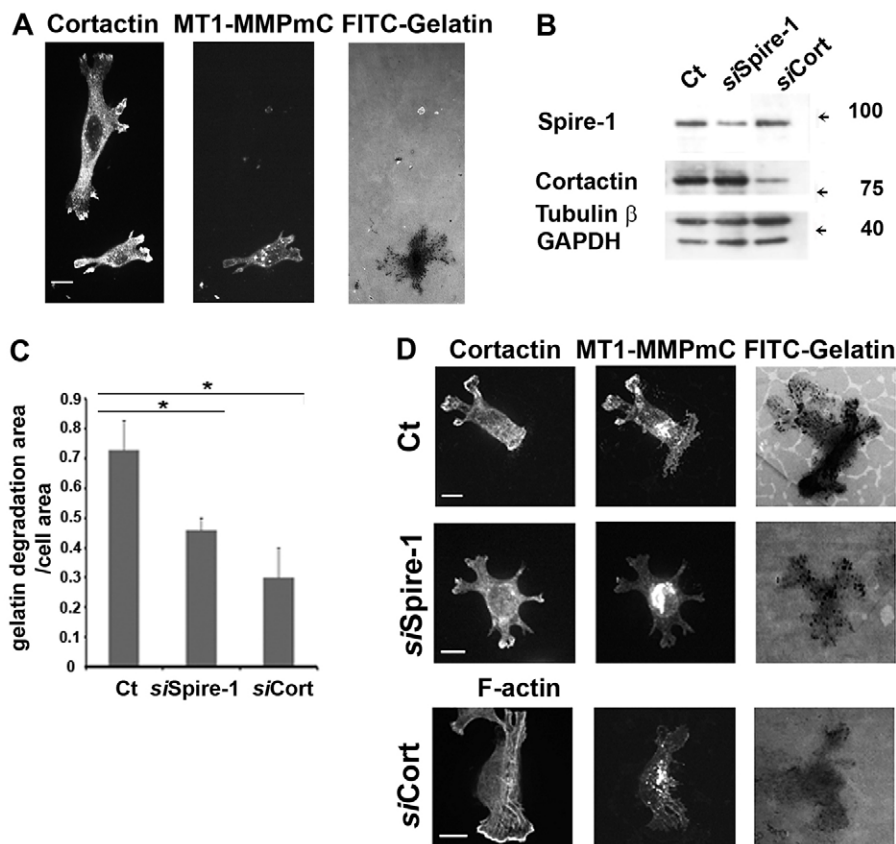 A
Cortactin MT1-MMPmC FITC-Gelatin
B
Ct siSpire-1 siCort
Spire-1
100
Cortactin
75
Tubulin β
40
GAPDH
C
* 
*
0.9
0.8
0.7
0.6
0.5
0.4
0.3
0.2
0.1
0
gelatin degradation area
/cell area
Ct siSpire-1 siCort
D
Cortactin MT1-MMPmC FITC-Gelatin
Ct
siSpire-1
F-actin
siCort